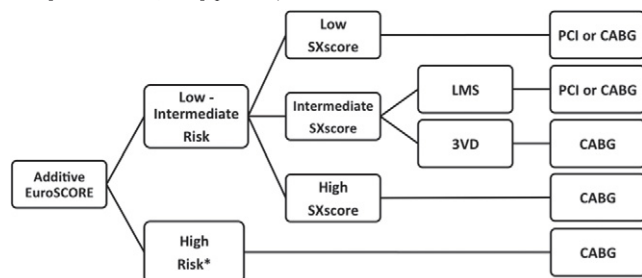 Low
SXscore
PCI or CABG
Low -
Intermediate
Risk
Intermediate
SXscore
LMS
PCI or CABG
3VD
CABG
Additive
EuroSCORE
High
SXscore
CABG
High
Risk*
CABG